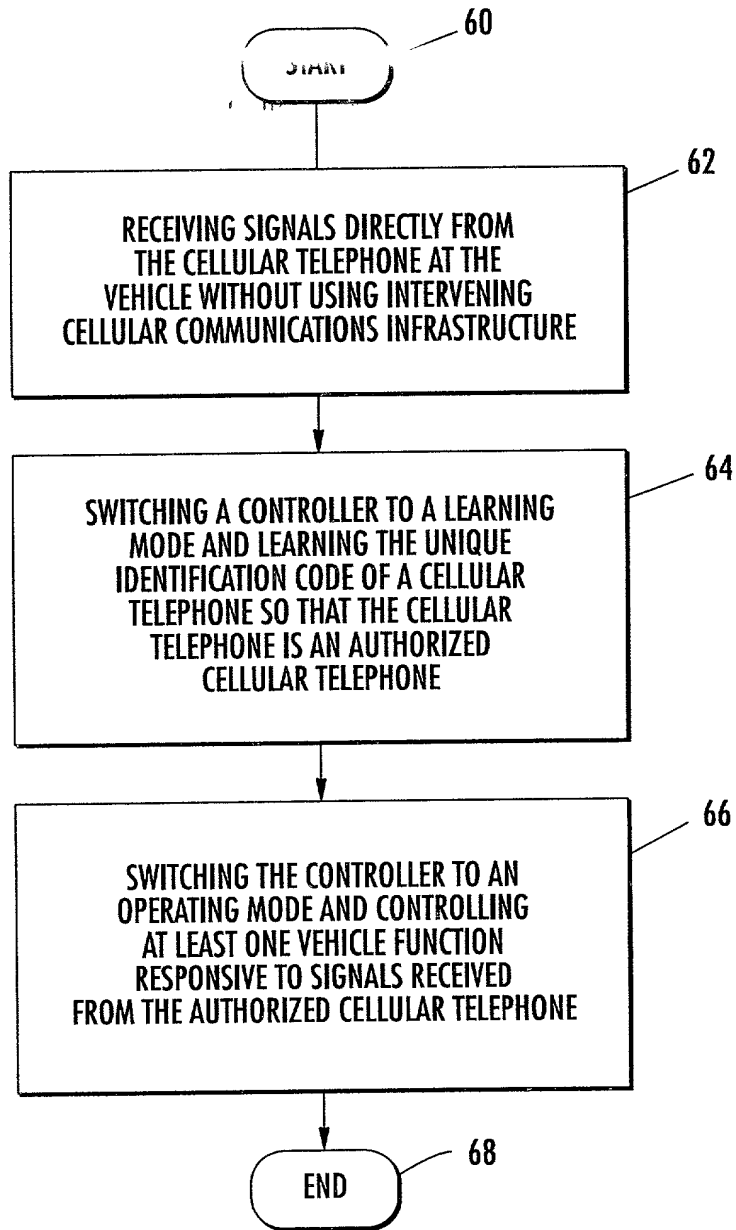 60
START
62
RECEIVING SIGNALS DIRECTLY FROM
THE CELLULAR TELEPHONE AT THE
VEHICLE WITHOUT USING INTERVENING
CELLULAR COMMUNICATIONS INFRASTRUCTURE
64
SWITCHING A CONTROLLER TO A LEARNING
MODE AND LEARNING THE UNIQUE
IDENTIFICATION CODE OF A CELLULAR
TELEPHONE SO THAT THE CELLULAR
TELEPHONE IS AN AUTHORIZED
CELLULAR TELEPHONE
66
SWITCHING THE CONTROLLER TO AN
OPERATING MODE AND CONTROLLING
AT LEAST ONE VEHICLE FUNCTION
RESPONSIVE TO SIGNALS RECEIVED
FROM THE AUTHORIZED CELLULAR TELEPHONE
68
END